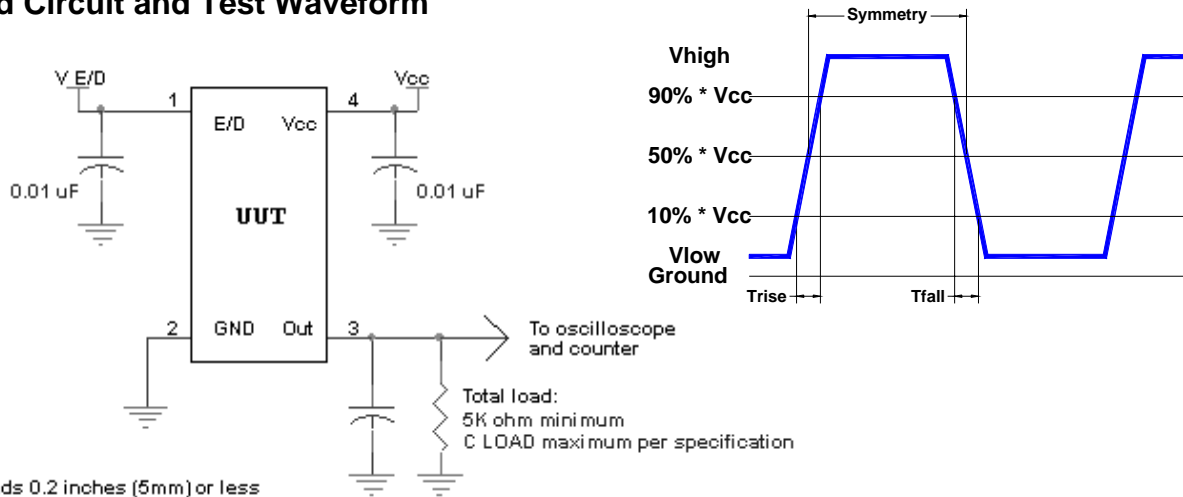 d Circuit and Test Waveform
V E/D
Vcc
1
4
E/D Vcc
0.01 uF
0.01 uF
UUT
2
GND Out
3
To oscilloscope
and counter
Total load:
5K ohm minimum
C LOAD maximum per specification
ds 0.2 inches (5mm) or less
Symmetry
Vhigh
90% * Vcc
50% * Vcc
10% * Vcc
Vlow
Ground
Trise
Tfall